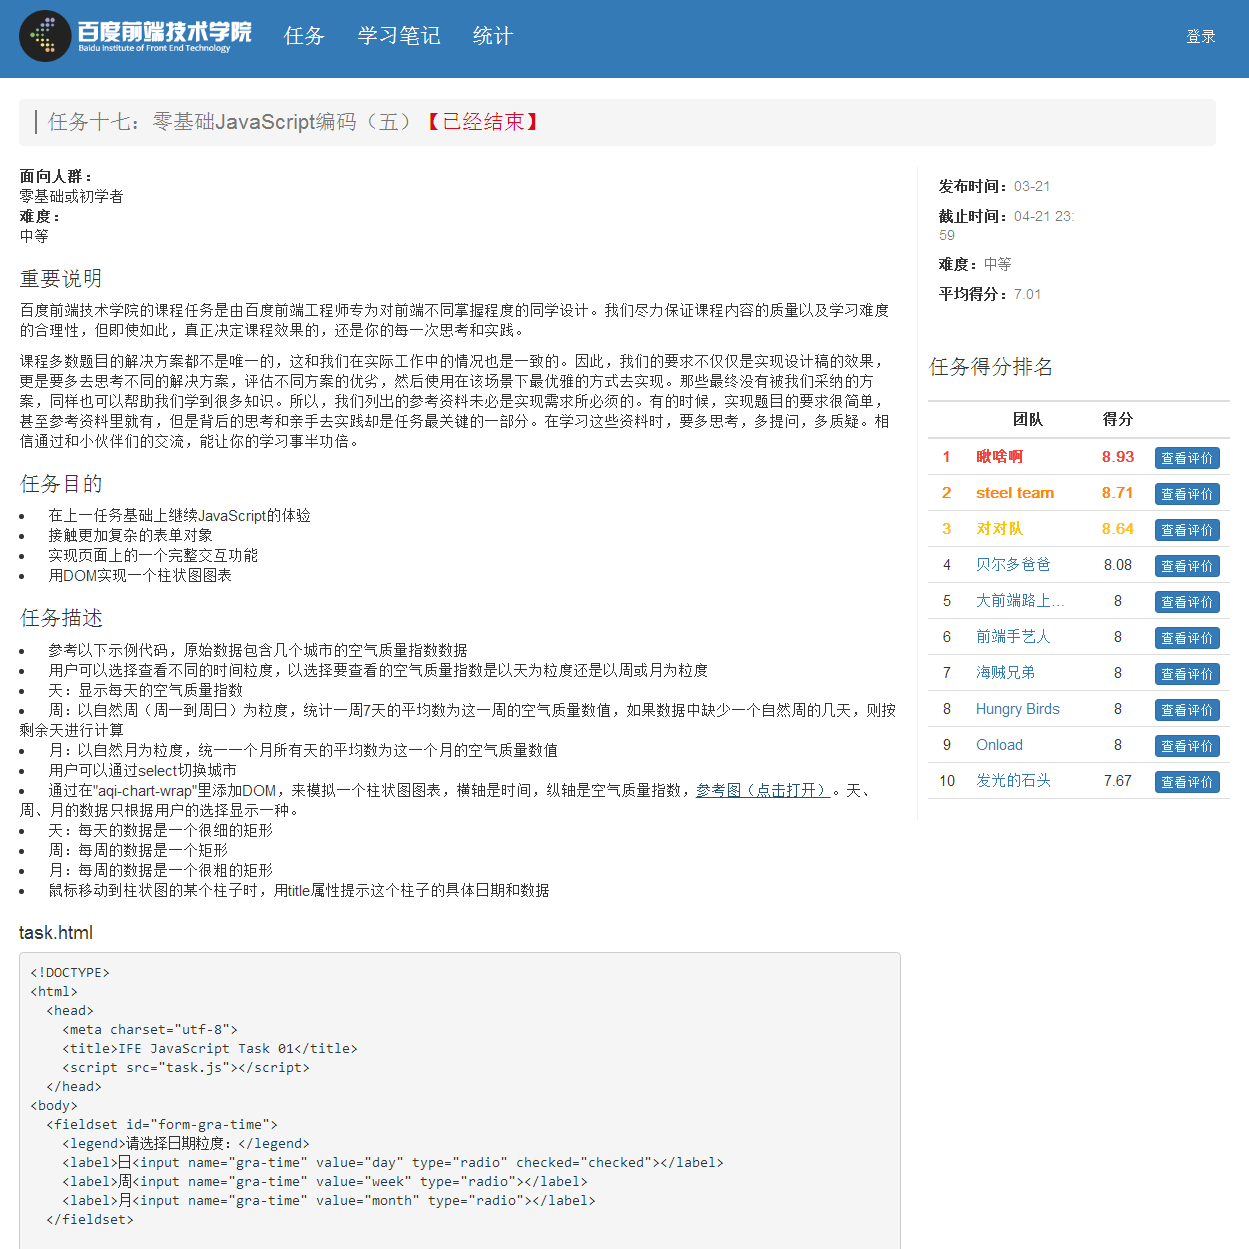 百度前端技术学院
Baidu Institute of Front End Technology
任务
学习笔记
统计
登录
任务十七：零基础JavaScript编码（五）【已经结束】
面向人群：
零基础或初学者
难度：
中等
重要说明
百度前端技术学院的课程任务是由百度前端工程师专为对前端不同掌握程度的同学设计。我们尽力保证课程内容的质量以及学习难度
的合理性，但即使如此，真正决定课程效果的，还是你的每一次思考和实践。
课程多数题目的解决方案都不是唯一的，这和我们在实际工作中的情况也是一致的。因此，我们的要求不仅仅是实现设计稿的效果，
更是要多去思考不同的解决方案，评估不同方案的优劣，然后使用在该场景下最优雅的方式去实现。那些最终没有被我们采纳的方
案，同样也可以帮助我们学到很多知识。所以，我们列出的参考资料未必是实现需求所必须的。有的时候，实现题目的要求很简单，
甚至参考资料里就有，但是背后的思考和亲手去实践却是任务最关键的一部分。在学习这些资料时，要多思考，多提问，多质疑。相
信通过和小伙伴们的交流，能让你的学习事半功倍。
任务目的
• 在上一任务基础上继续JavaScript的体验
• 接触更加复杂的表单对象
• 实现页面上的一个完整交互功能
• 用DOM实现一个柱状图图表
任务描述
• 参考以下示例代码，原始数据包含几个城市的空气质量指数数据
• 用户可以选择查看不同的时间粒度，以选择要查看的空气质量指数是以天为粒度还是以周或月为粒度
• 天：显示每天的空气质量指数
• 周：以自然周（周一到周日）为粒度，统计一周7天的平均数为这一周的空气质量数值，如果数据中缺少一个自然周的几天，则按
剩余天进行计算
• 月：以自然月为粒度，统一一个月所有天的平均数为这一个月的空气质量数值
• 用户可以通过select切换城市
• 通过在"aqi-chart-wrap"里添加DOM，来模拟一个柱状图图表，横轴是时间，纵轴是空气质量指数，参考图（点击打开）。天、
周、月的数据只根据用户的选择显示一种。
• 天：每天的数据是一个很细的矩形
• 周：每周的数据是一个矩形
• 月：每周的数据是一个很粗的矩形
• 鼠标移动到柱状图的某个柱子时，用title属性提示这个柱子的具体日期和数据
task.html
<!DOCTYPE>
<html>
  <head>
    <meta charset="utf-8">
    <title>IFE JavaScript Task 01</title>
    <script src="task.js"></script>
  </head>
<body>
  <fieldset id="form-gra-time">
    <legend>请选择日期粒度：</legend>
    <label>日<input name="gra-time" value="day" type="radio" checked="checked"></label>
    <label>周<input name="gra-time" value="week" type="radio"></label>
    <label>月<input name="gra-time" value="month" type="radio"></label>
  </fieldset>
发布时间：03-21
截止时间：04-21 23:
59
难度：中等
平均得分：7.01
任务得分排名
团队 得分
1 瞅啥啊 8.93 查看评价
2 steel team 8.71 查看评价
3 对对队 8.64 查看评价
4 贝尔多爸爸 8.08 查看评价
5 大前端路上... 8 查看评价
6 前端手艺人 8 查看评价
7 海贼兄弟 8 查看评价
8 Hungry Birds 8 查看评价
9 Onload 8 查看评价
10 发光的石头 7.67 查看评价